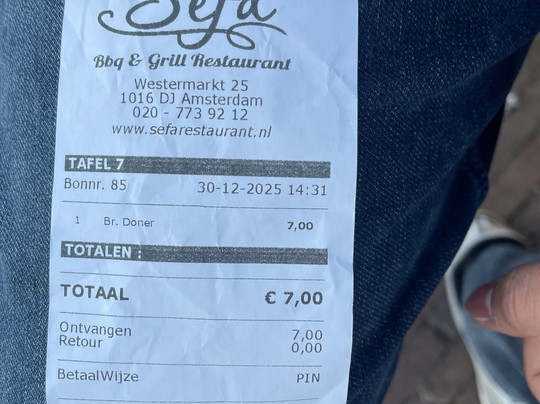 Sefa
Bbq & Grill Restaurant
Westermarkt 25
1016 DJ Amsterdam
020 - 773 92 12
www.sefarestaurant.nl
TAFEL 7
Bonnr. 85 30-12-2025 14:31
1 Br. Doner 7,00
TOTALEN :
TOTAAL € 7,00
Ontvangen 7,00
Retour 0,00
BetaalWijze PIN